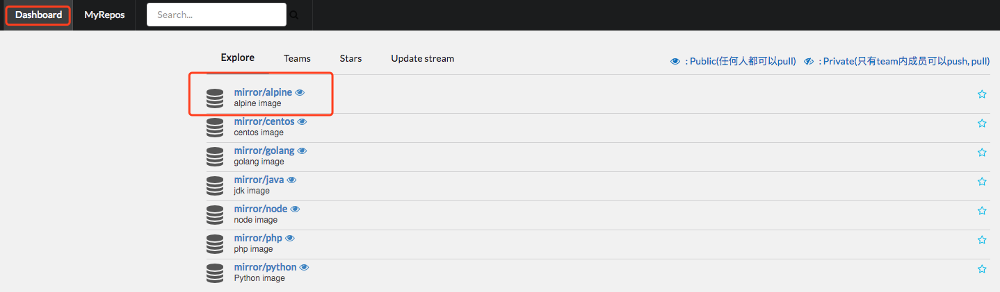 Dashboard MyRepos Search...
Explore Teams Stars Update stream : Public(任何人都可以pull) : Private(只有team内成员可以push, pull)
mirror/alpine
alpine image
mirror/centos
centos image
mirror/golang
golang image
mirror/java
jdk image
mirror/node
node image
mirror/php
php image
mirror/python
Python image